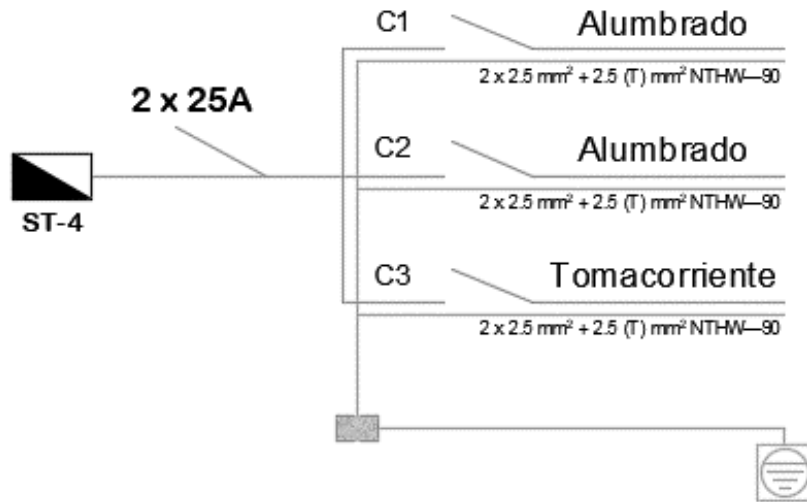 C1 Alumbrado
2 x 2.5 mm² + 2.5 (T) mm² NTHW—90
2 x 25A
C2 Alumbrado
2 x 2.5 mm² + 2.5 (T) mm² NTHW—90
ST-4
C3 Tomacorriente
2 x 2.5 mm² + 2.5 (T) mm² NTHW—90